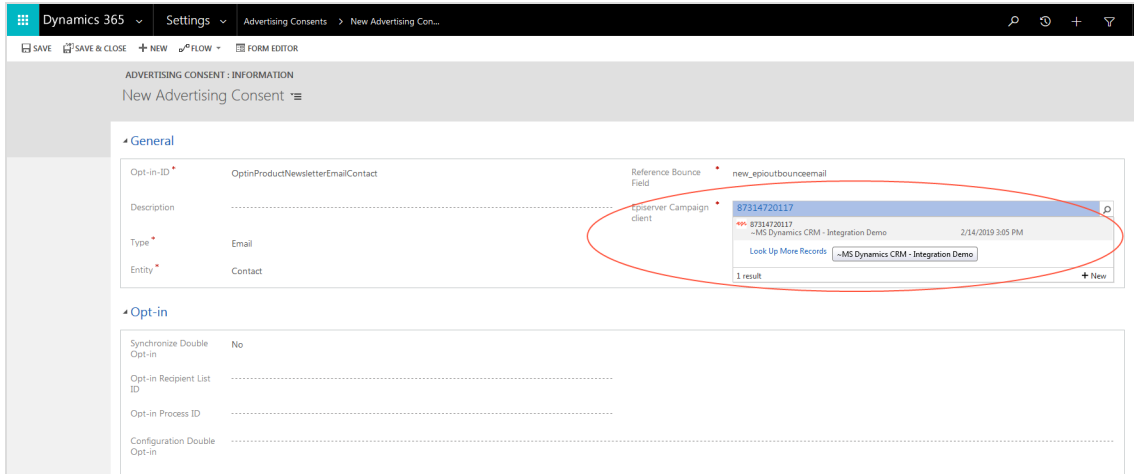 Dynamics 365 Settings Advertising Consents > New Advertising Con...
SAVE SAVE & CLOSE NEW FLOW FORM EDITOR
ADVERTISING CONSENT : INFORMATION
New Advertising Consent
General
Opt-in-ID * OptinProductNewsletterEmailContact
Description
Type * Email
Entity * Contact
Reference Bounce * new_epioutbounceemail
Field
Episerver Campaign * 87314720117
client
87314720117
~MS Dynamics CRM - Integration Demo 2/14/2019 3:05 PM
Look Up More Records ~MS Dynamics CRM - Integration Demo
1 result + New
Opt-in
Synchronize Double No
Opt-in
Opt-in Recipient List
ID
Opt-in Process ID
Configuration Double
Opt-in